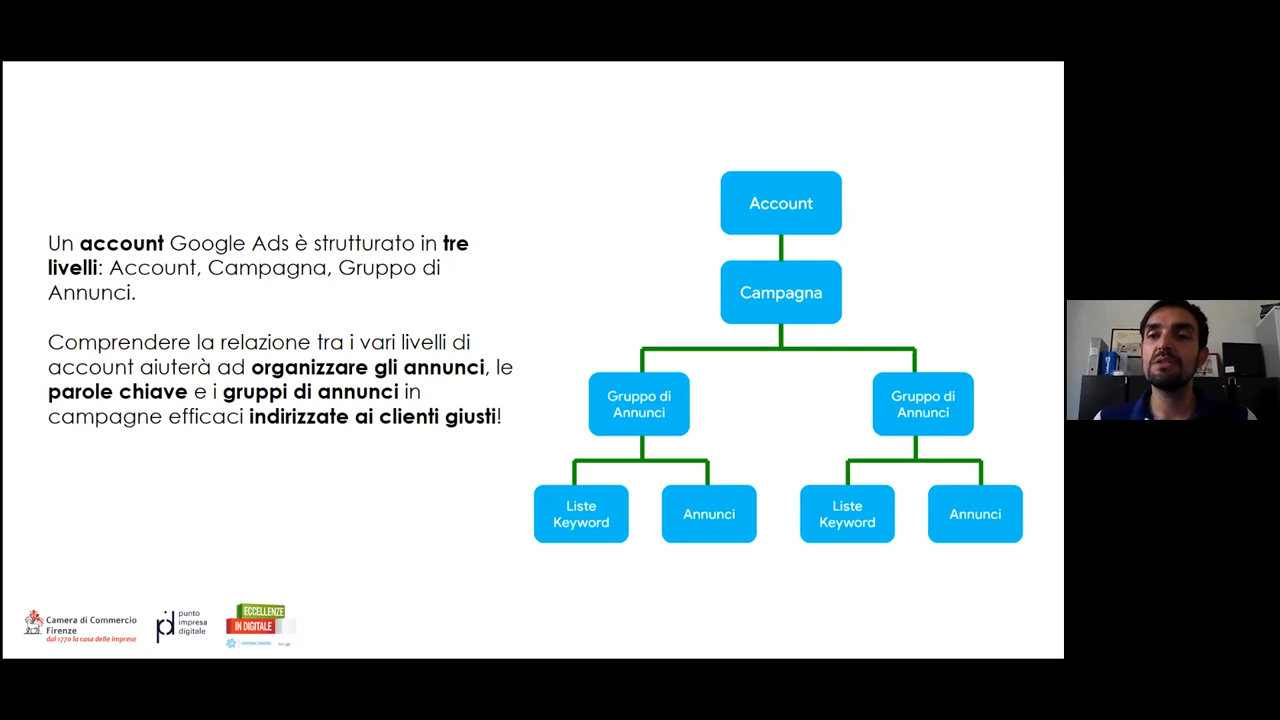 Un account Google Ads è strutturato in tre
livelli: Account, Campagna, Gruppo di
Annunci.
Comprendere la relazione tra i vari livelli di
account aiuterà ad organizzare gli annunci, le
parole chiave e i gruppi di annunci in
campagne efficaci indirizzate ai clienti giusti!
Account
Campagna
Gruppo di
Annunci
Gruppo di
Annunci
Liste
Keyword
Annunci
Liste
Keyword
Annunci
Camera di Commercio
Firenze
dal 1770 la casa delle imprese
pid
punto
impresa
digitale
ECCELLENZE
IN DIGITALE